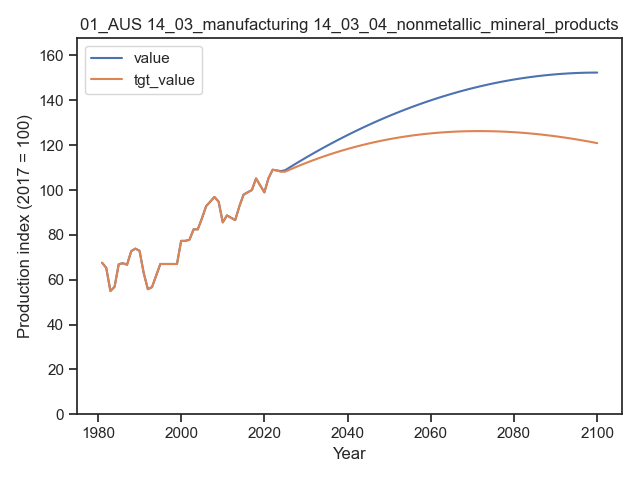 01_AUS 14_03_manufacturing 14_03_04_nonmetallic_mineral_products
value
tgt_value
Production index (2017 = 100)
160
140
120
100
80
60
40
20
0
1980 2000 2020 2040 2060 2080 2100
Year